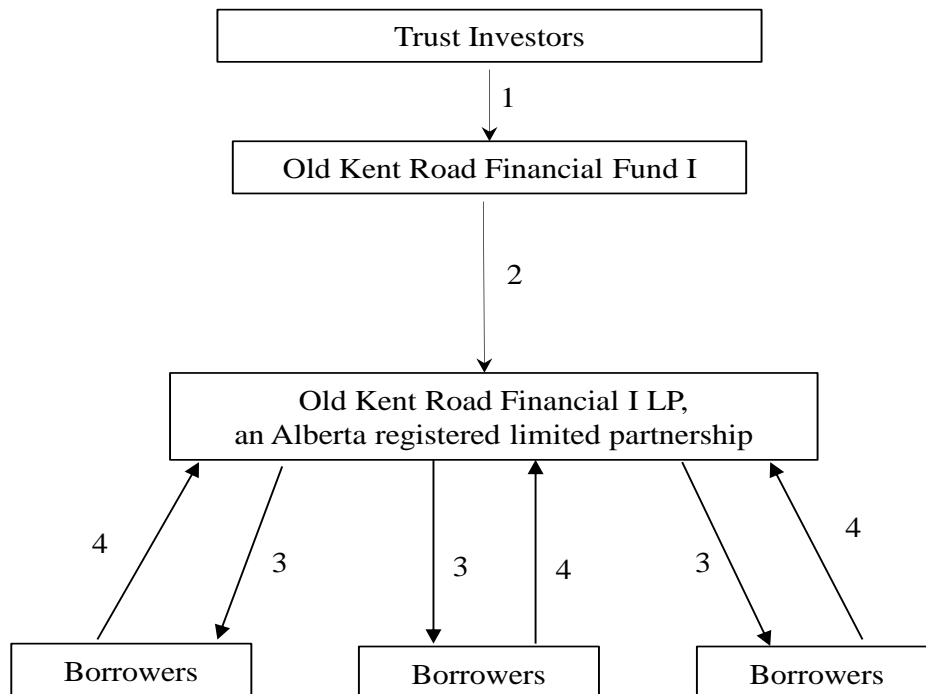 Trust Investors
1
Old Kent Road Financial Fund I
2
Old Kent Road Financial I LP,
an Alberta registered limited partnership
4
3
3
4
3
4
Borrowers
Borrowers
Borrowers